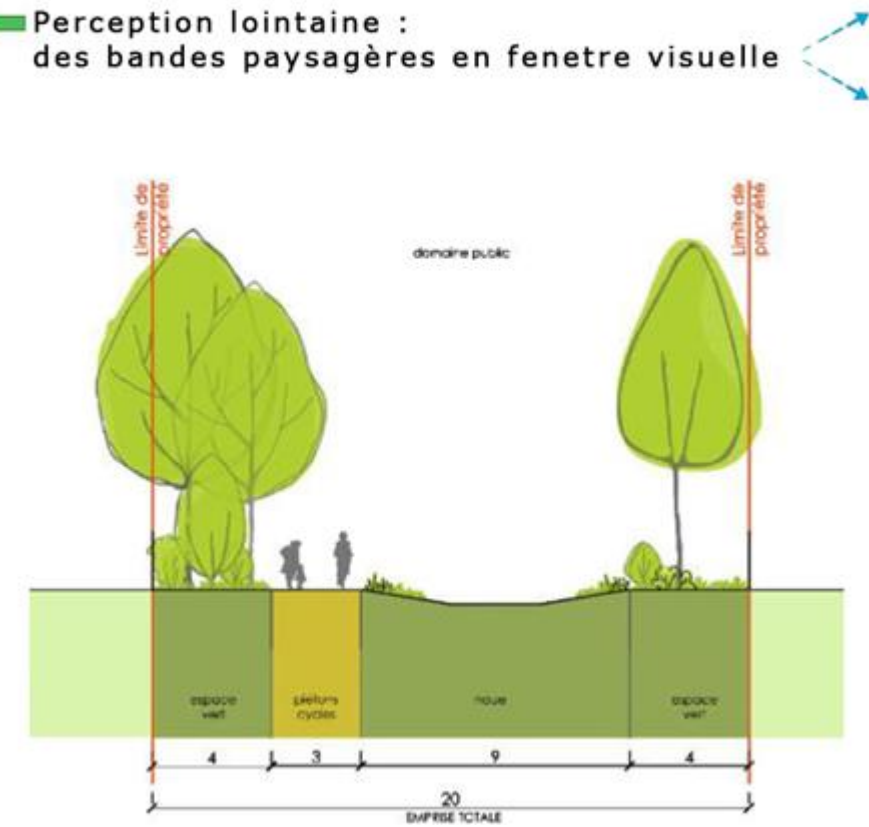 Perception lointaine :
des bandes paysagères en fenetre visuelle
Limite de
propriété
domaine public
Limite de
propriété
espace
vert
piétons
cycles
noue
espace
vert
4
3
9
4
20
EMPRISE TOTALE